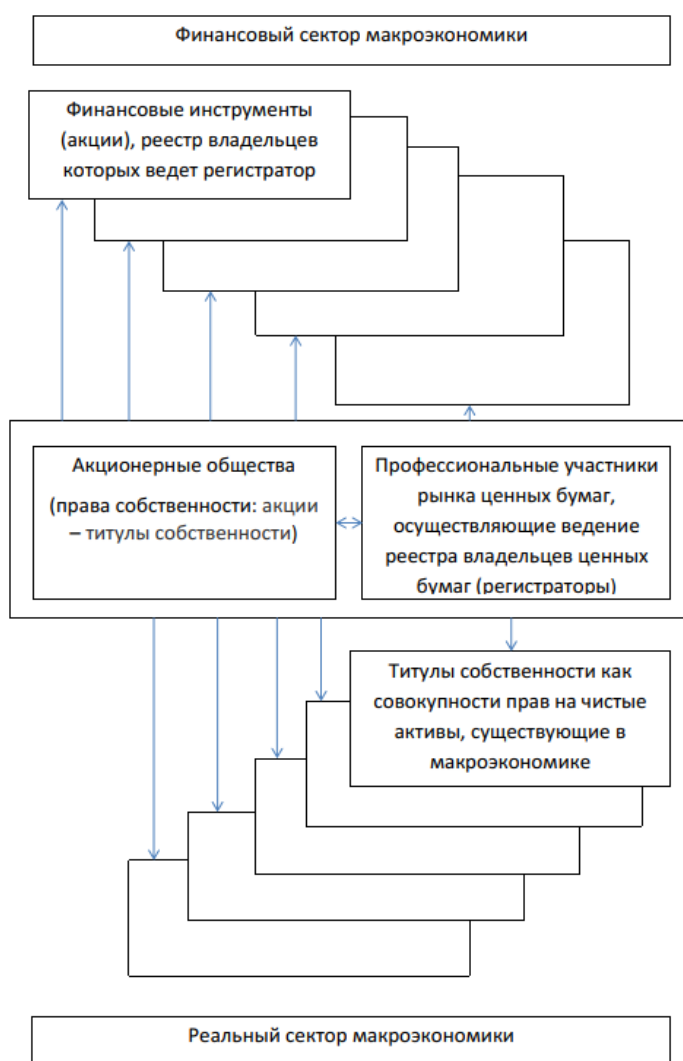 Финансовый сектор макроэкономики
Финансовые инструменты
(акции), реестр владельцев
которых ведет регистратор
Акционерные общества
(права собственности: акции
– титулы собственности)
Профессиональные участники
рынка ценных бумаг,
осуществляющие ведение
реестра владельцев ценных
бумаг (регистраторы)
Титулы собственности как
совокупности прав на чистые
активы, существующие в
макроэкономике
Реальный сектор макроэкономики